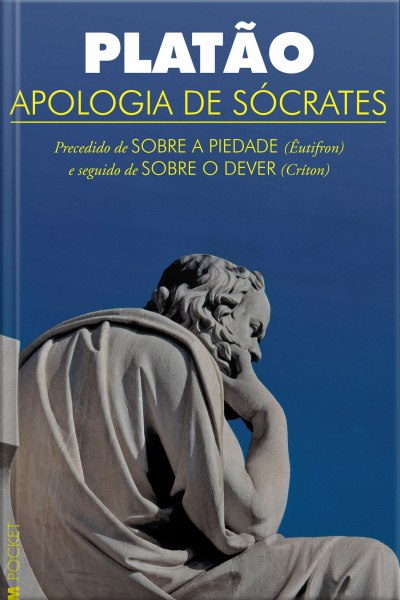 PLATÃO
APOLOGIA DE SÓCRATES
Precedido de SOBRE A PIEDADE (Êutifron)
e seguido de SOBRE O DEVER (Críton)
M POCKET